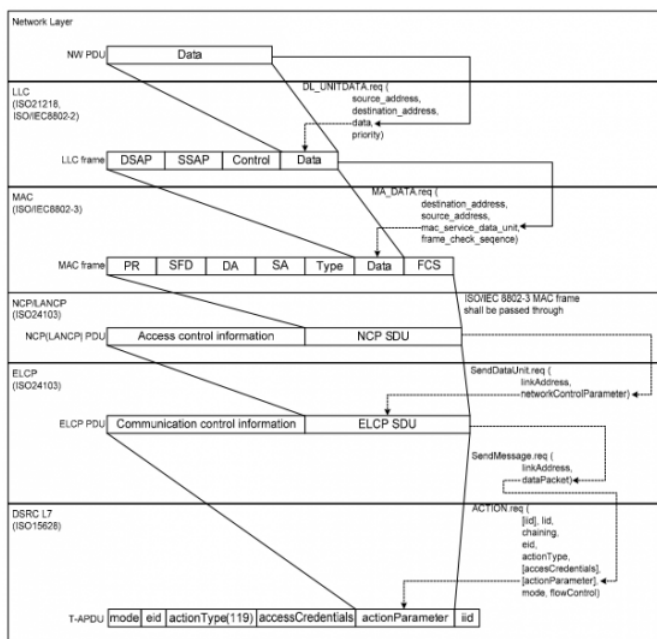 Network Layer
NW PDU
Data
LLC
(ISO21218,
ISO/IEC8802-2)
DL_UNITDATA.req (
source_address,
destination_address,
data,
priority)
LLC frame
DSAP
SSAP
Control
Data
MAC
(ISO/IEC8802-3)
MA_DATA.req (
destination_address,
source_address,
mac_service_data_unit,
frame_check_seqence)
MAC frame
PR
SFD
DA
SA
Type
Data
FCS
NCP/LANCP
(ISO24103)
ISO/IEC 8802-3 MAC frame
shall be passed through
NCP(LANCP) PDU
Access control information
NCP SDU
ELCP
(ISO24103)
SendDataUnit.req (
linkAddress,
networkControlParameter)
ELCP PDU
Communication control information
ELCP SDU
SendMessage.req (
linkAddress,
dataPacket)
DSRC L7
(ISO15628)
ACTION.req (
[iid], lid,
chaining,
eid,
actionType,
[accesCredentials],
[actionParameter],
mode, flowControl)
T-APDU
mode
eid
actionType(119)
accessCredentials
actionParameter
iid